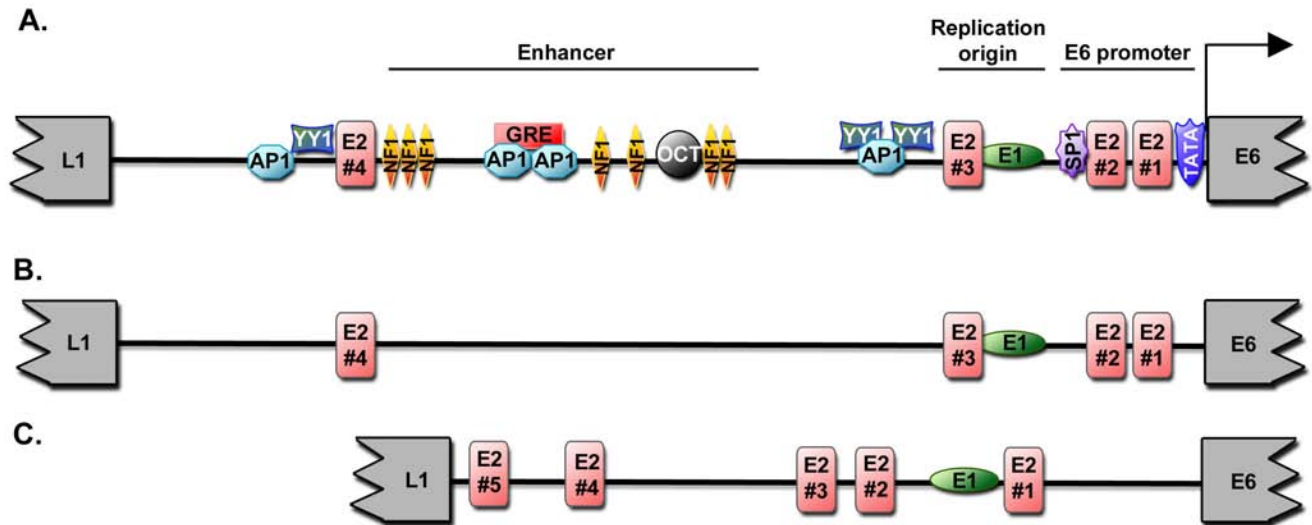 A.
Enhancer
Replication
origin
E6 promoter
L1
AP1
YY1
E2
#4
NF1
NF1
NF1
GRE
AP1
AP1
NF1
NF1
OCT
NF1
NF1
YY1
YY1
AP1
E2
#3
E1
SP1
E2
#2
E2
#1
TATA
E6
B.
L1
E2
#4
E2
#3
E1
E2
#2
E2
#1
E6
C.
L1
E2
#5
E2
#4
E2
#3
E2
#2
E1
E2
#1
E6